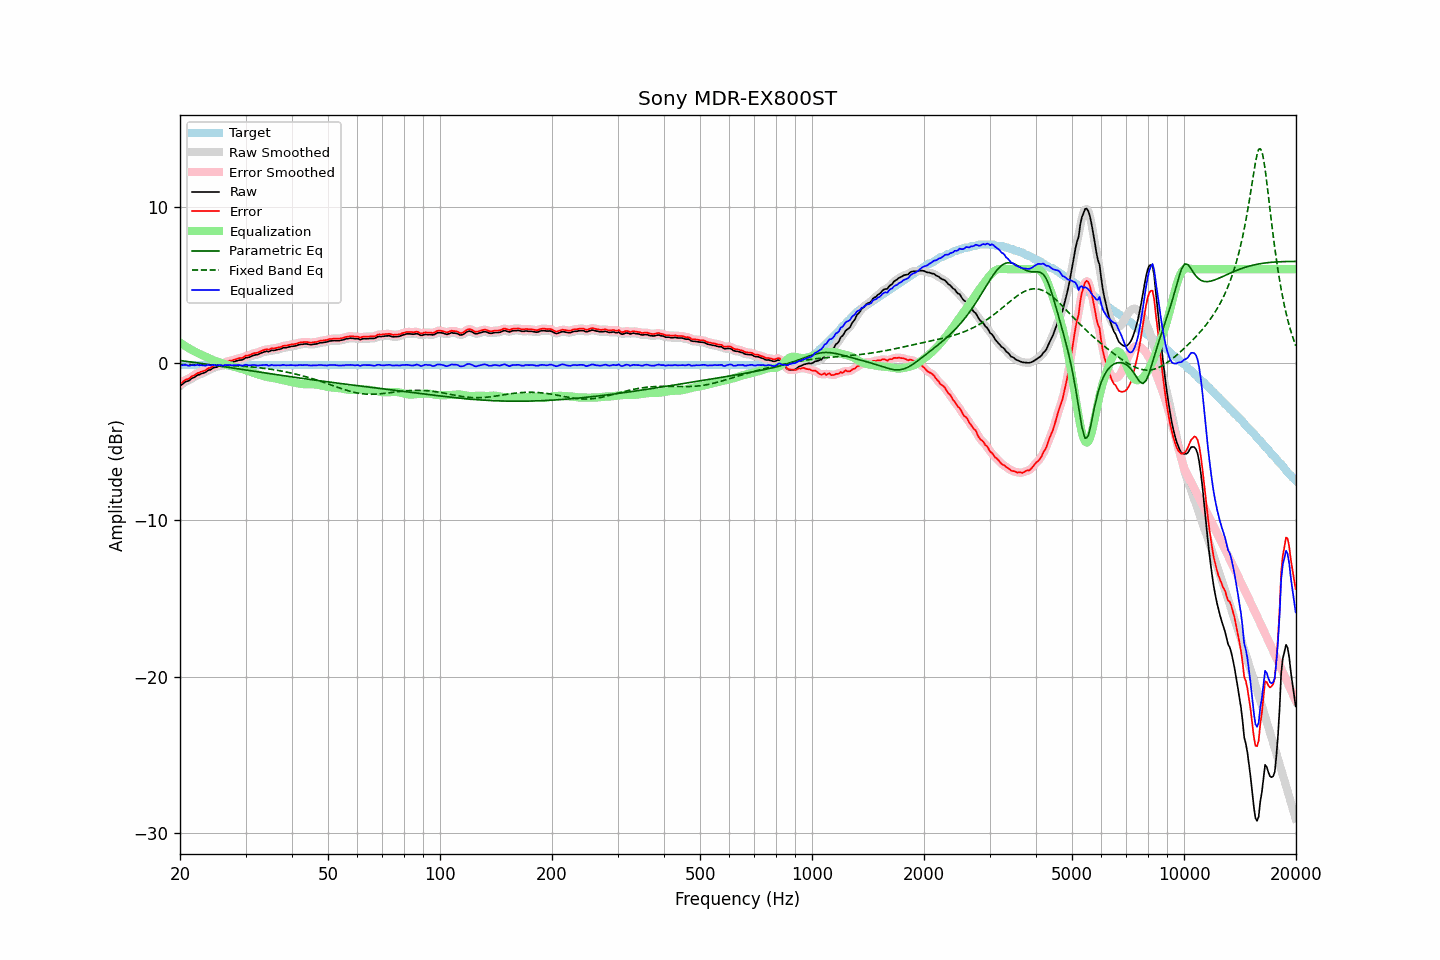 Sony MDR-EX800ST
Target
Raw Smoothed
Error Smoothed
Raw
Error
Equalization
Parametric Eq
Fixed Band Eq
Equalized
10
0
−10
−20
−30
Amplitude (dBr)
20 50 100 200 500 1000 2000 5000 10000 20000
Frequency (Hz)